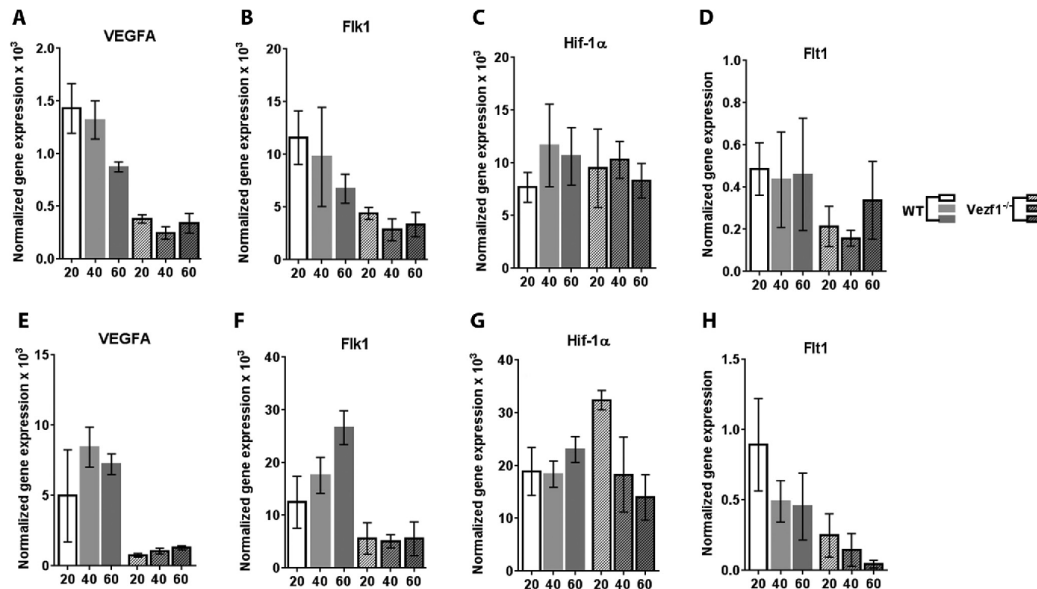 A
VEGFA
Normalized gene expression x 10³
2.0
1.5
1.0
0.5
0.0
20 40 60 20 40 60
B
Flk1
Normalized gene expression x 10³
20
15
10
5
0
20 40 60 20 40 60
C
Hif-1α
Normalized gene expression x 10³
20
15
10
5
0
20 40 60 20 40 60
D
Flt1
Normalized gene expression
1.0
0.8
0.6
0.4
0.2
0.0
20 40 60 20 40 60
WT Vezf1⁻/⁻
E
VEGFA
Normalized gene expression x 10³
15
10
5
0
20 40 60 20 40 60
F
Flk1
Normalized gene expression x 10³
40
30
20
10
0
20 40 60 20 40 60
G
Hif-1α
Normalized gene expression x 10³
40
30
20
10
0
20 40 60 20 40 60
H
Flt1
Normalized gene expression
1.5
1.0
0.5
0.0
20 40 60 20 40 60